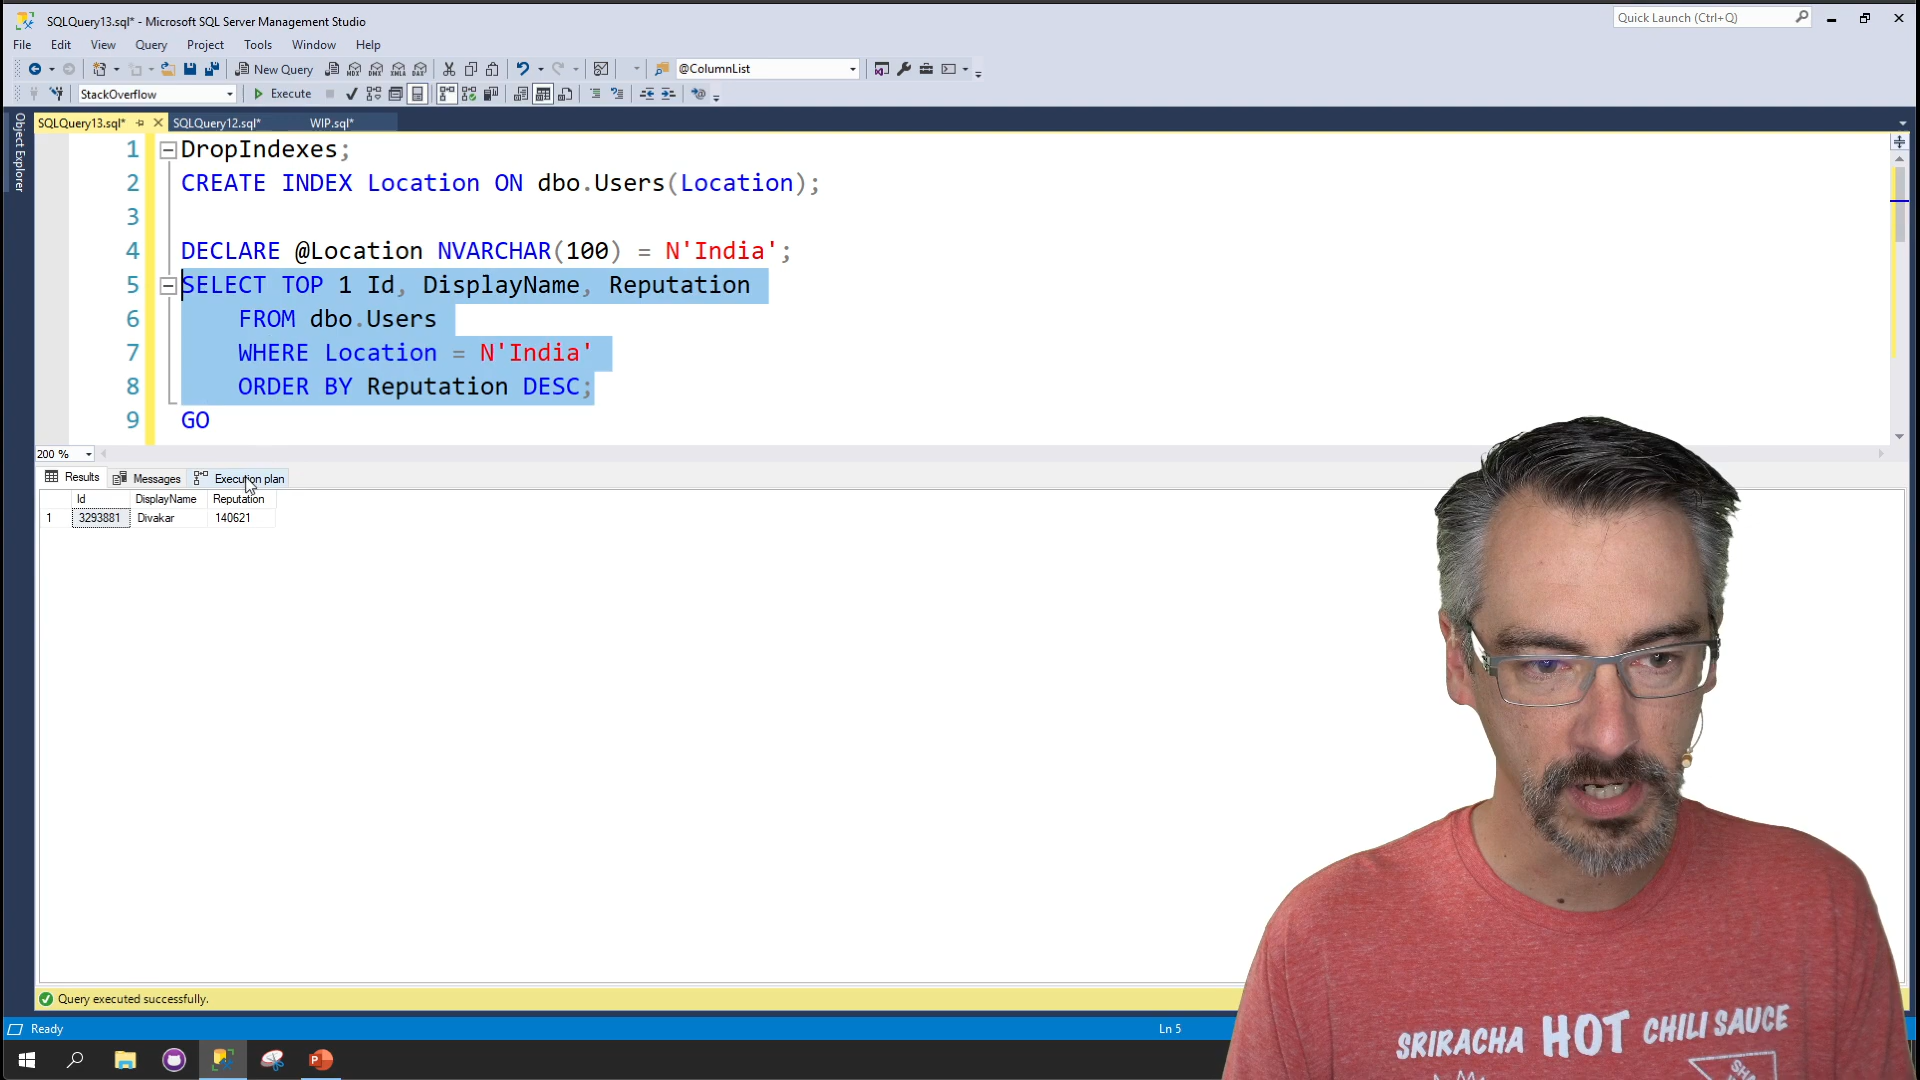 SQLQuery13.sql* - Microsoft SQL Server Management Studio
Quick Launch (Ctrl+Q)
File Edit View Query Project Tools Window Help
New Query
@ColumnList
StackOverflow
Execute
SQLQuery13.sql* SQLQuery12.sql* WIP.sql*
Object Explorer
1 DropIndexes;
2 CREATE INDEX Location ON dbo.Users(Location);
3
4 DECLARE @Location NVARCHAR(100) = N'India';
5 SELECT TOP 1 Id, DisplayName, Reputation
6 FROM dbo.Users
7 WHERE Location = N'India'
8 ORDER BY Reputation DESC;
9 GO
200 %
Results Messages Execution plan
Id DisplayName Reputation
1 3293881 Divakar 140621
Query executed successfully.
Ready
Ln 5
SRIRACHA HOT CHILI SAUCE